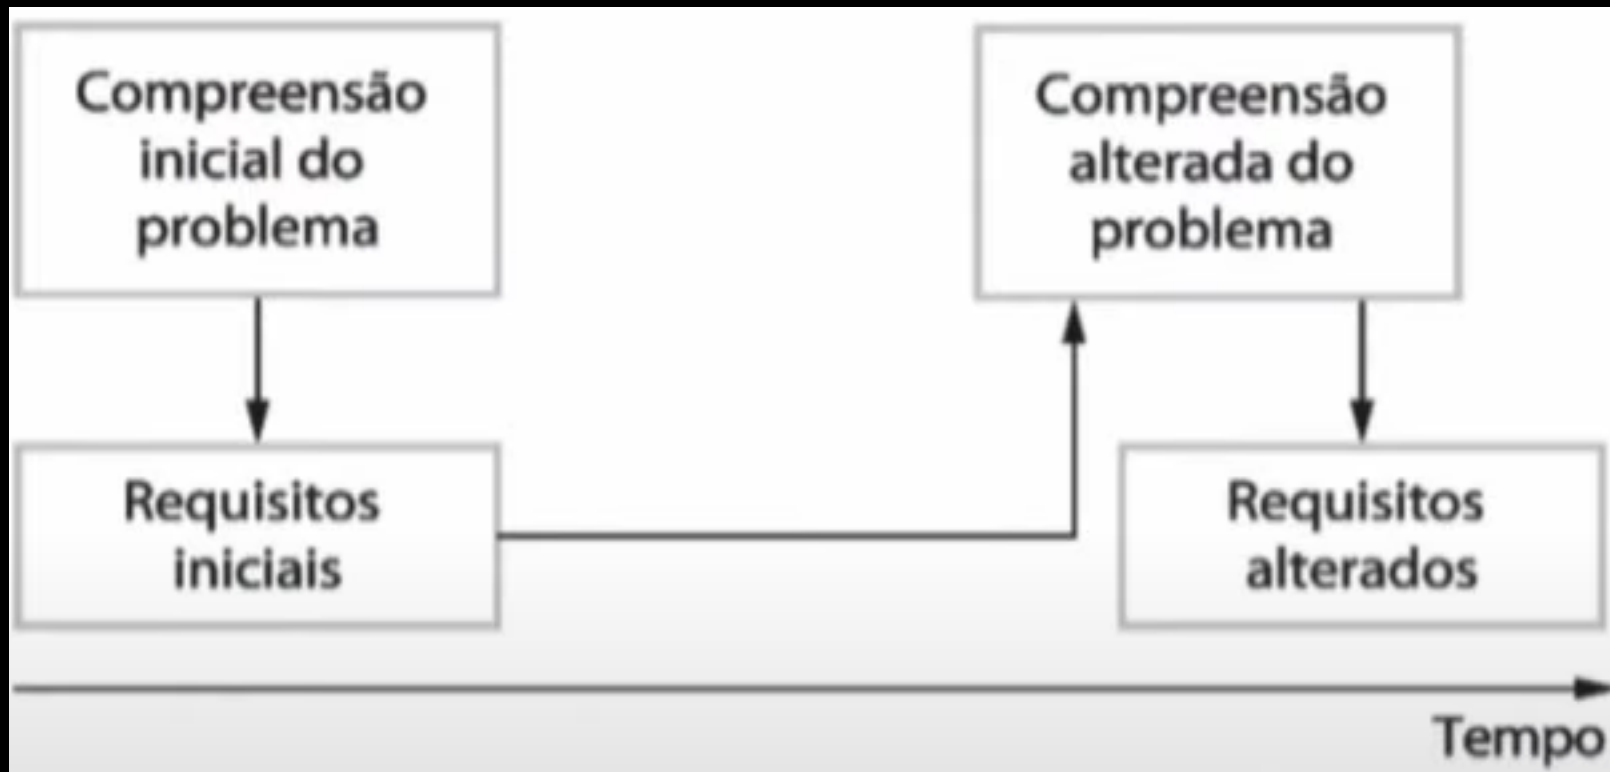 Compreensão
inicial do
problema
Compreensão
alterada do
problema
Requisitos
iniciais
Requisitos
alterados
Tempo